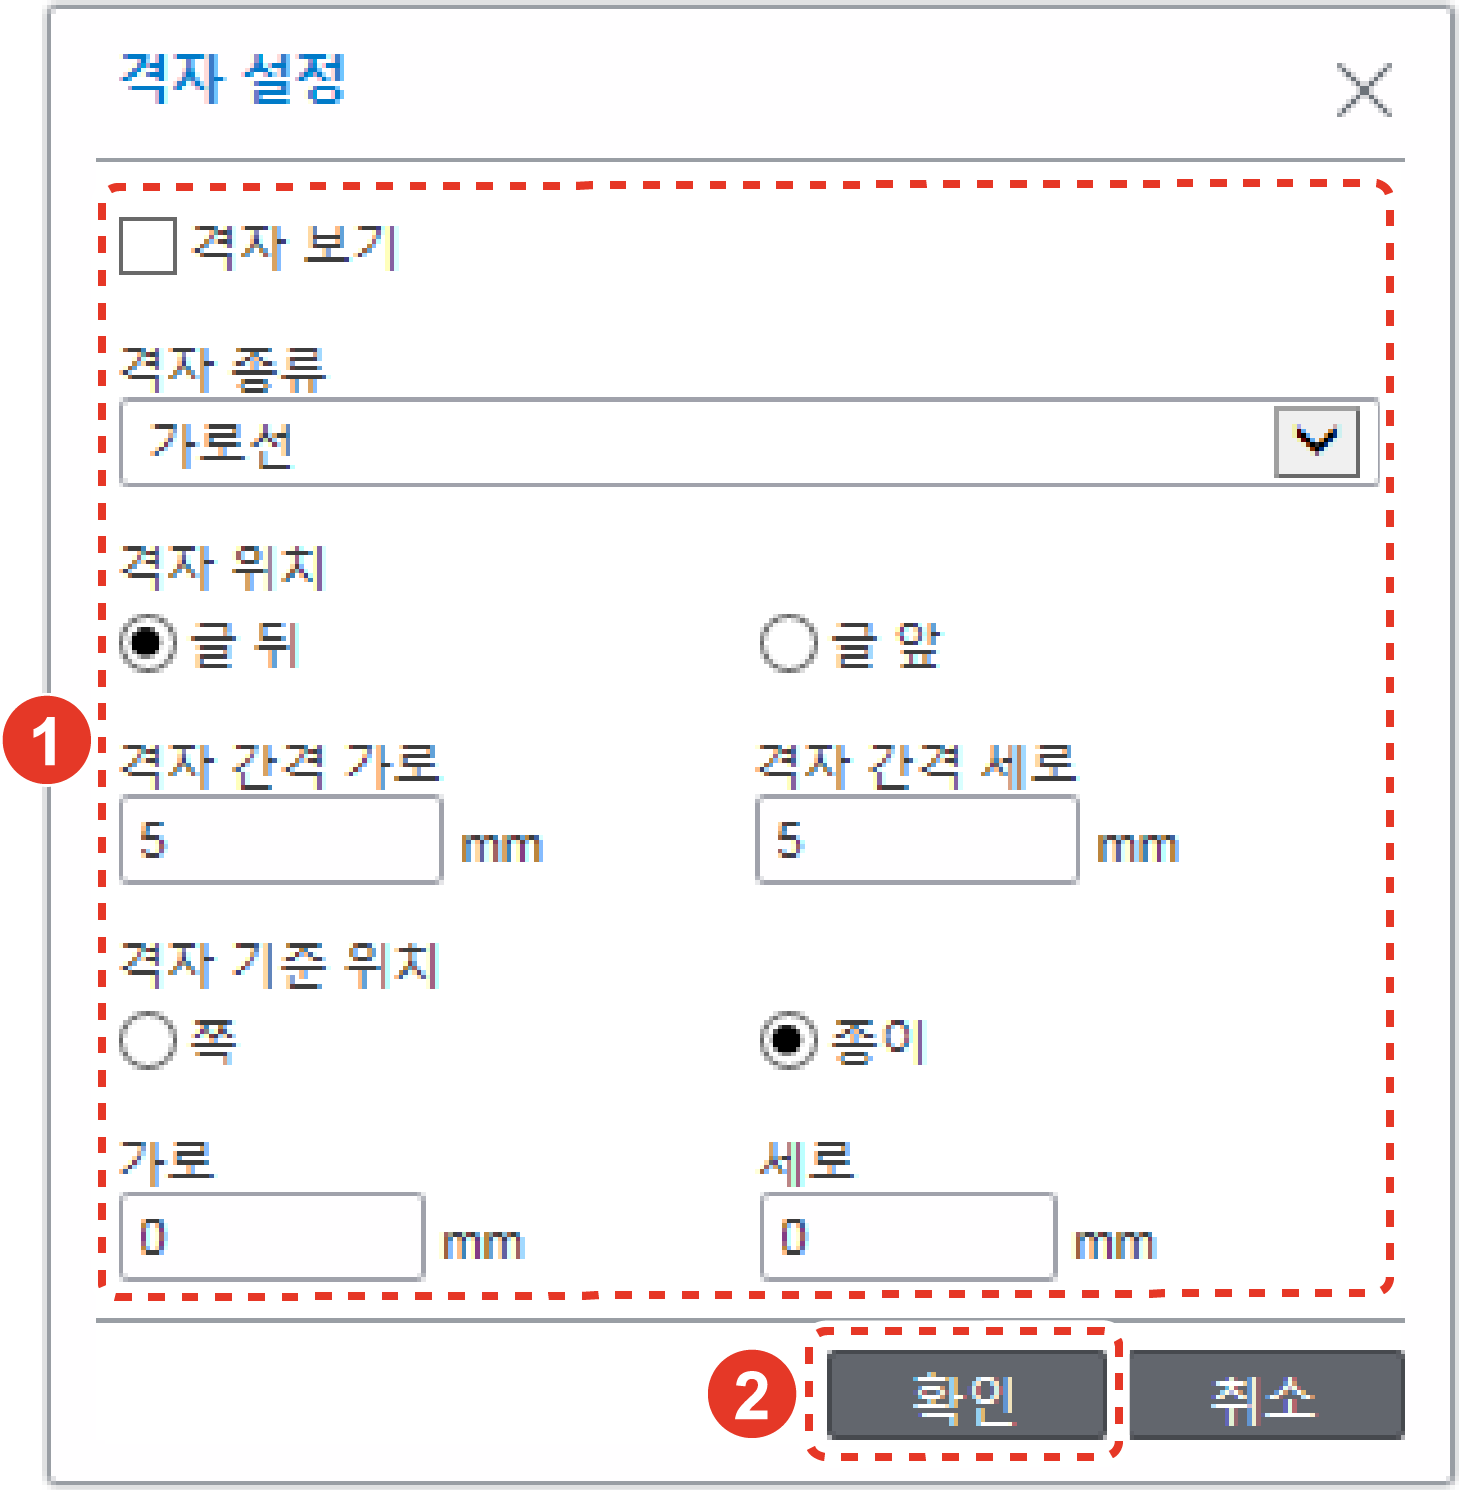 격자 설정
격자 보기
격자 종류
가로선
격자 위치
글 뒤 글 앞
1
격자 간격 가로 격자 간격 세로
5 mm 5 mm
격자 기준 위치
쪽 종이
가로 세로
0 mm 0 mm
2 확인 취소